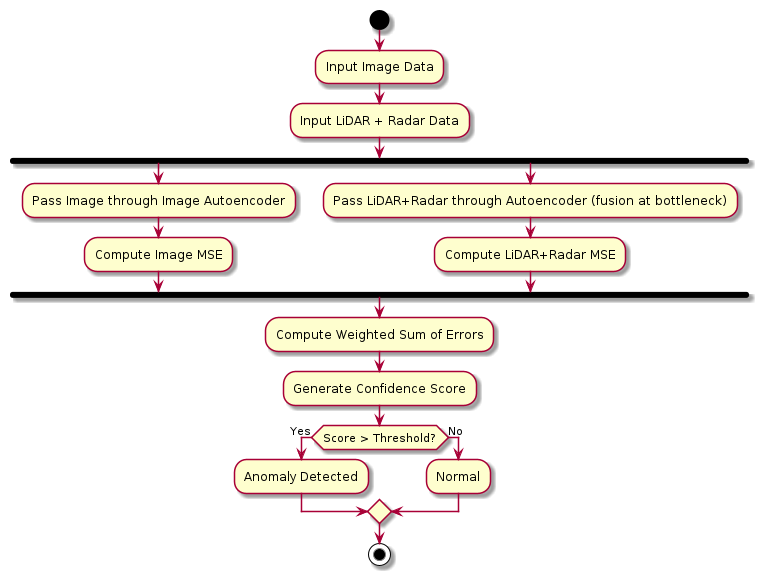 Input Image Data
Input LiDAR + Radar Data
Pass Image through Image Autoencoder
Pass LiDAR+Radar through Autoencoder (fusion at bottleneck)
Compute Image MSE
Compute LiDAR+Radar MSE
Compute Weighted Sum of Errors
Generate Confidence Score
Yes
Score > Threshold?
No
Anomaly Detected
Normal